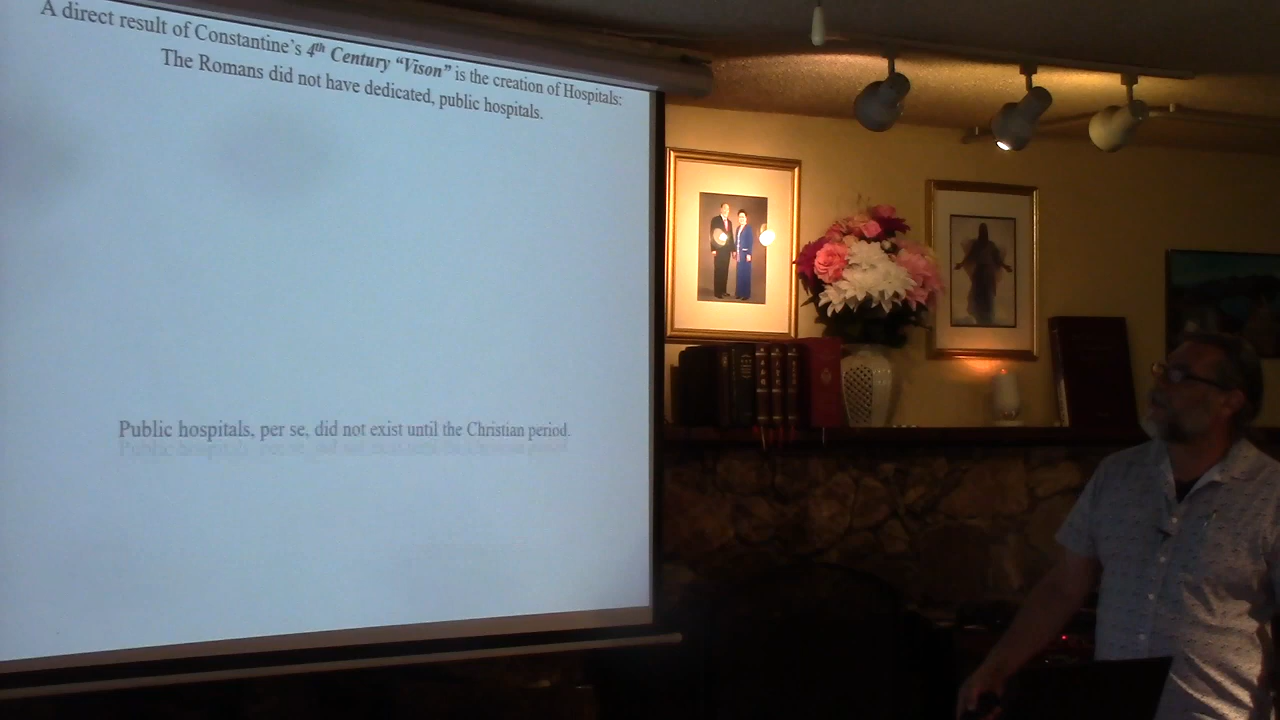 A direct result of Constantine's 4th Century "Vison" is the creation of Hospitals:
The Romans did not have dedicated, public hospitals.
Public hospitals, per se, did not exist until the Christian period.